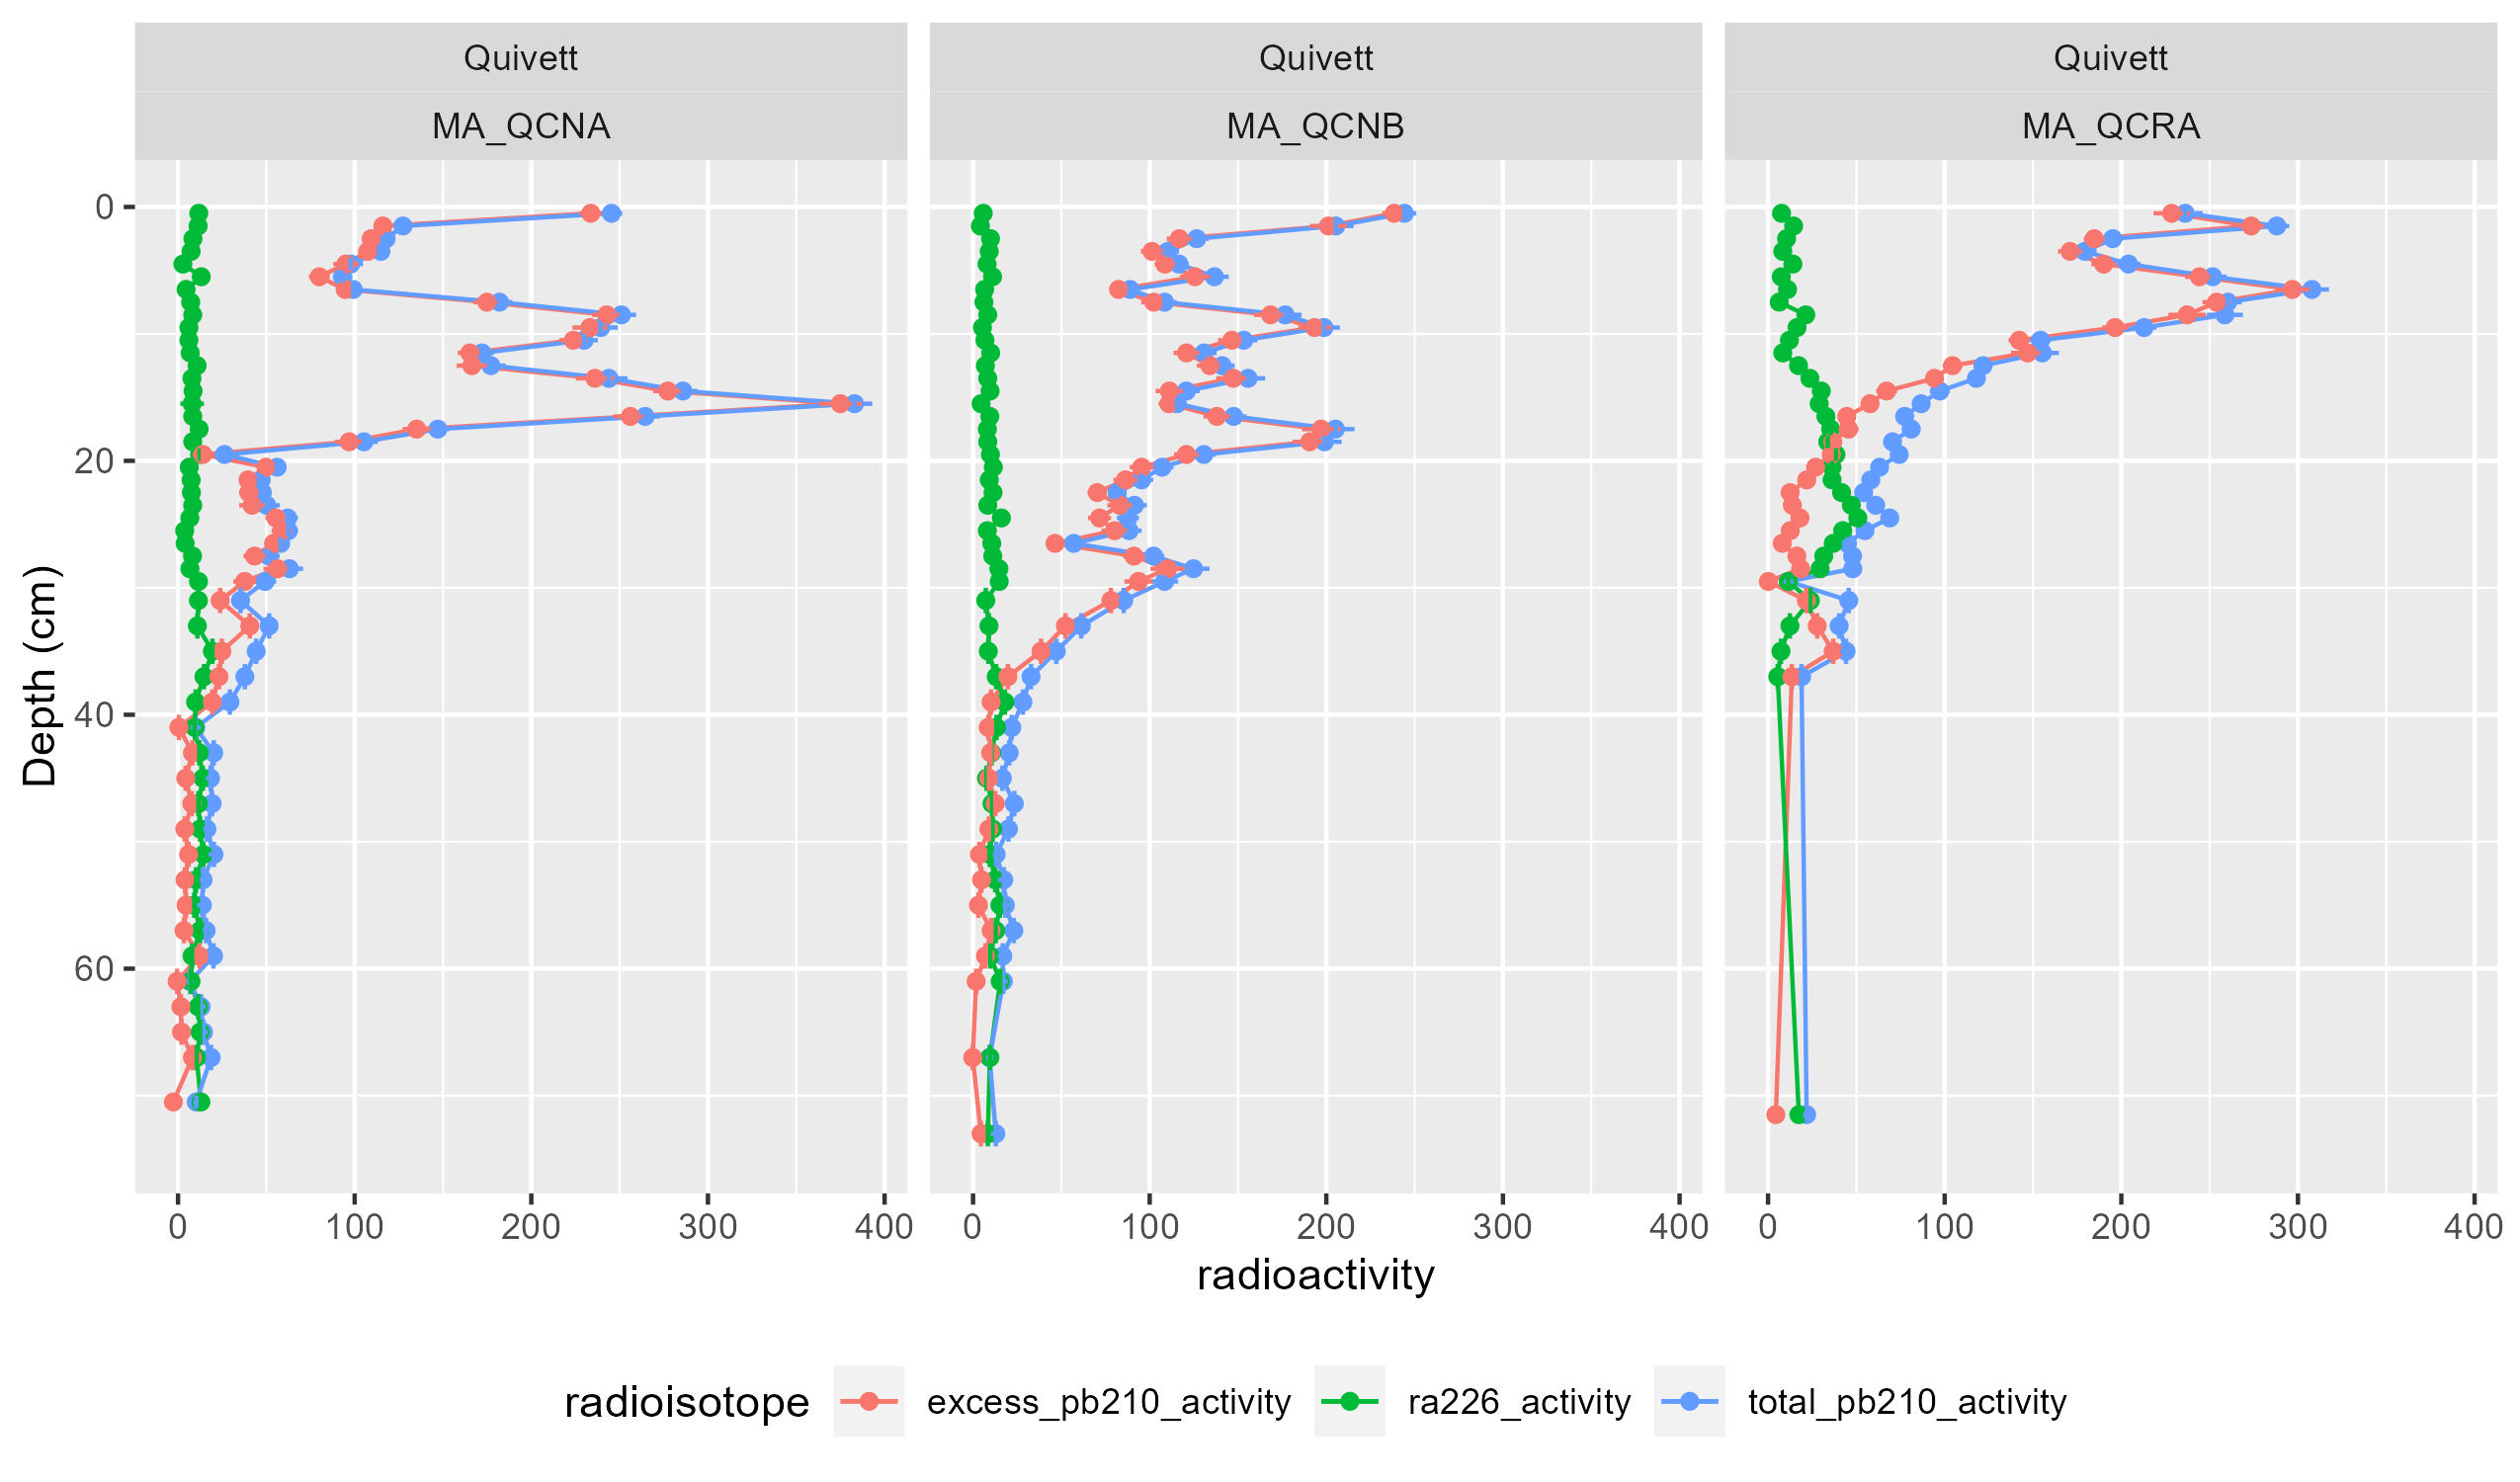 Quivett Quivett Quivett
MA_QCNA MA_QCNB MA_QCRA
0
20
40
60
Depth (cm)
0 100 200 300 400 0 100 200 300 400 0 100 200 300 400
radioactivity
radioisotope excess_pb210_activity ra226_activity total_pb210_activity